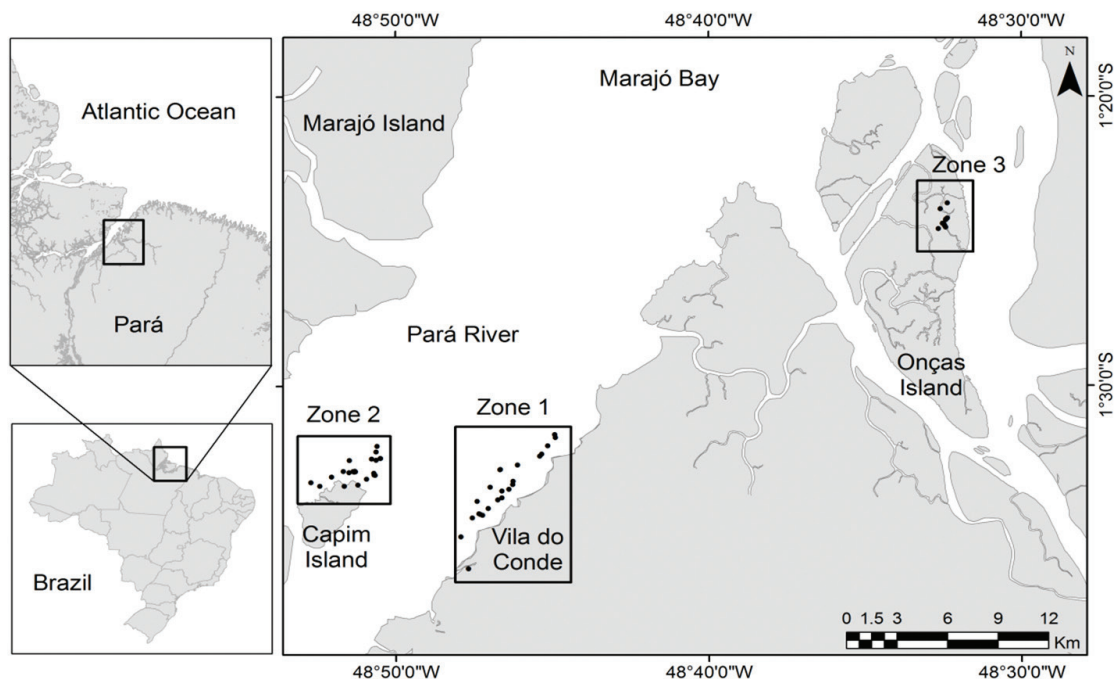 48°50'0"W
48°40'0"W
48°30'0"W
N
Atlantic Ocean
Marajó Bay
Marajó Island
1°20'0"S
Zone 3
Pará
Pará River
Onças
Island
1°30'0"S
Zone 2
Zone 1
Capim
Island
Vila do
Conde
Brazil
0 1.5 3 6 9 12
Km
48°50'0"W
48°40'0"W
48°30'0"W